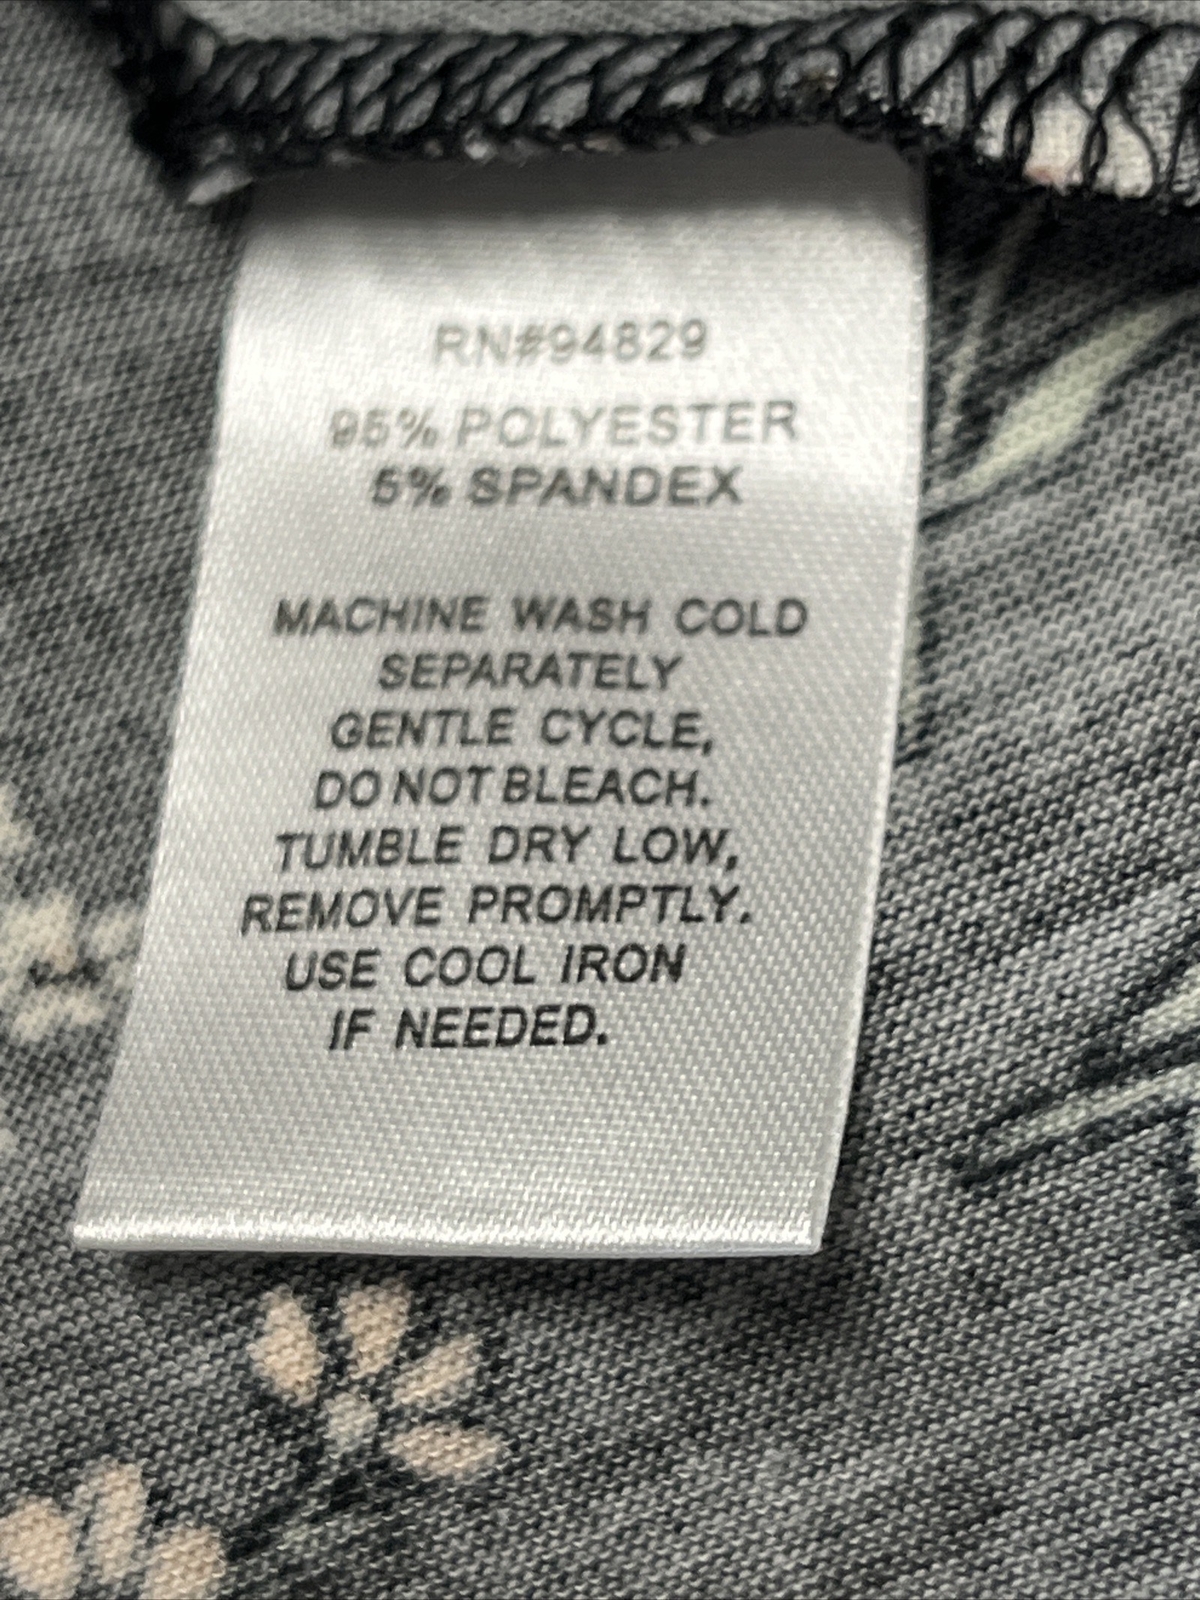 RN#94829
95% POLYESTER
5% SPANDEX
MACHINE WASH COLD
SEPARATELY
GENTLE CYCLE,
DO NOT BLEACH.
TUMBLE DRY LOW,
REMOVE PROMPTLY.
USE COOL IRON
IF NEEDED.